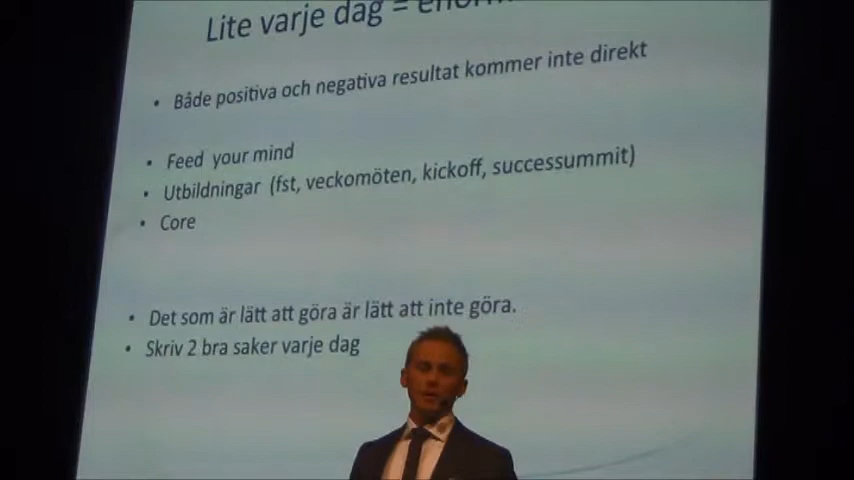 Lite varje dag =
• Både positiva och negativa resultat kommer inte direkt
• Feed your mind
• Utbildningar (fst, veckomöten, kickoff, successummit)
• Core
• Det som är lätt att göra är lätt att inte göra.
• Skriv 2 bra saker varje dag